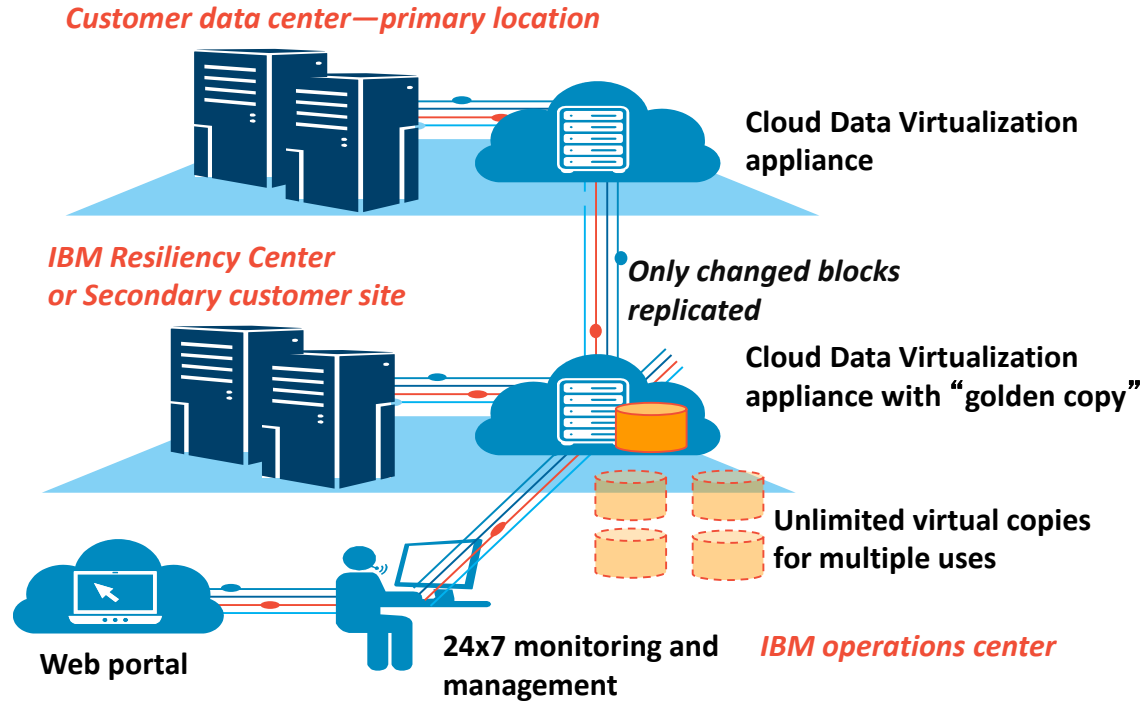 Customer data center—primary location
Cloud Data Virtualization
appliance
IBM Resiliency Center
or Secondary customer site
Only changed blocks
replicated
Cloud Data Virtualization
appliance with “golden copy”
Unlimited virtual copies
for multiple uses
Web portal
24x7 monitoring and
management
IBM operations center